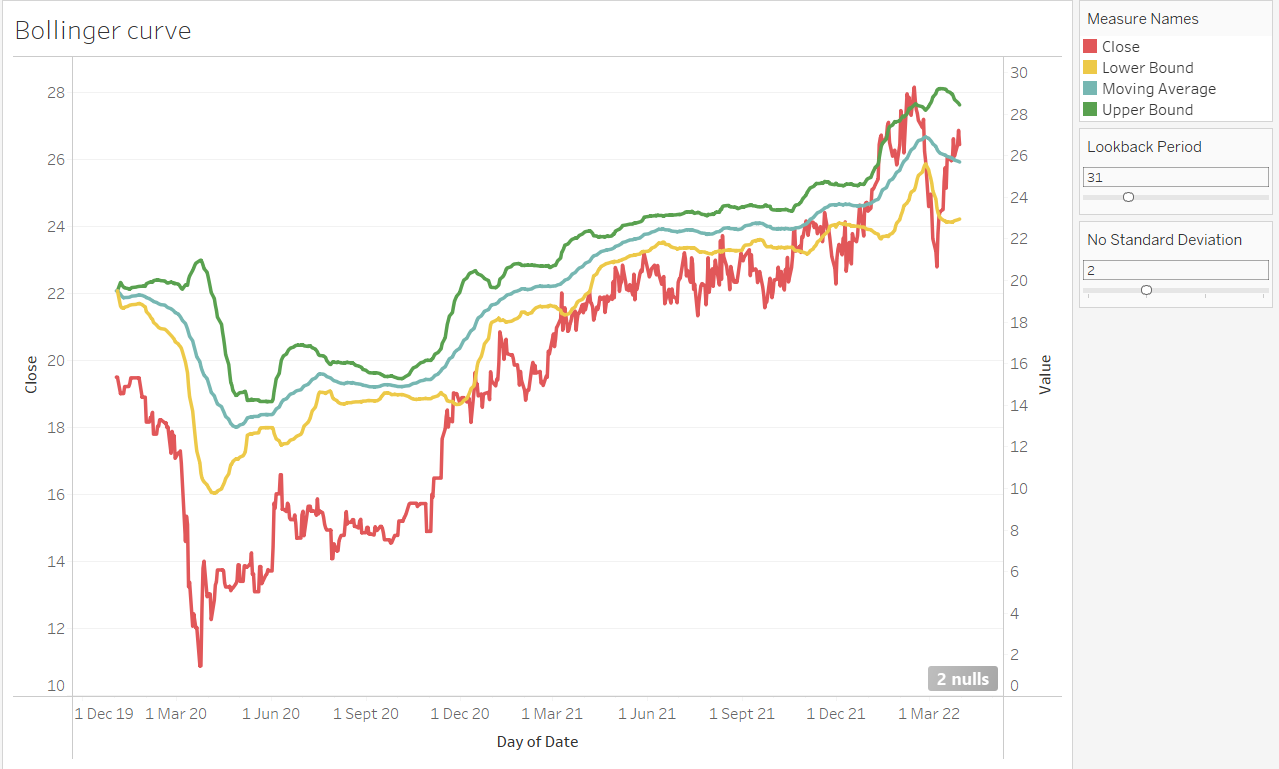 Bollinger curve
Close
28
26
24
22
20
18
16
14
12
10
30
28
26
24
22
20
18
16
14
12
10
8
6
4
2
0
Value
2 nulls
1 Dec 19 1 Mar 20 1 Jun 20 1 Sept 20 1 Dec 20 1 Mar 21 1 Jun 21 1 Sept 21 1 Dec 21 1 Mar 22
Day of Date
Measure Names
Close
Lower Bound
Moving Average
Upper Bound
Lookback Period
31
No Standard Deviation
2